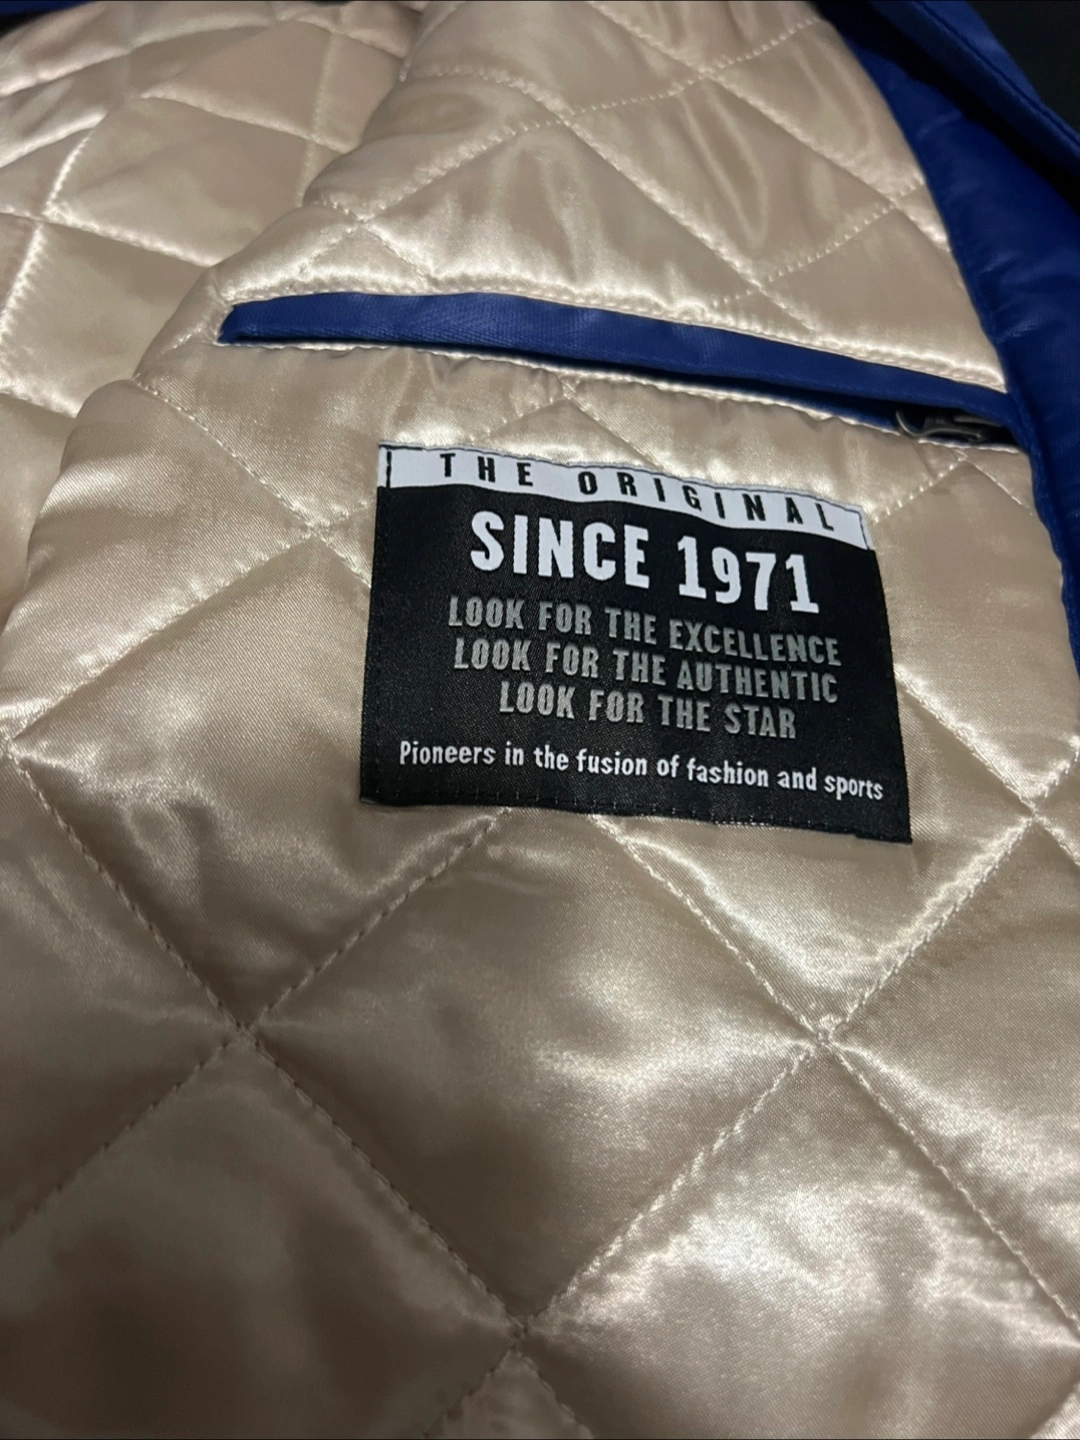 THE ORIGINAL
SINCE 1971
LOOK FOR THE EXCELLENCE
LOOK FOR THE AUTHENTIC
LOOK FOR THE STAR
Pioneers in the fusion of fashion and sports